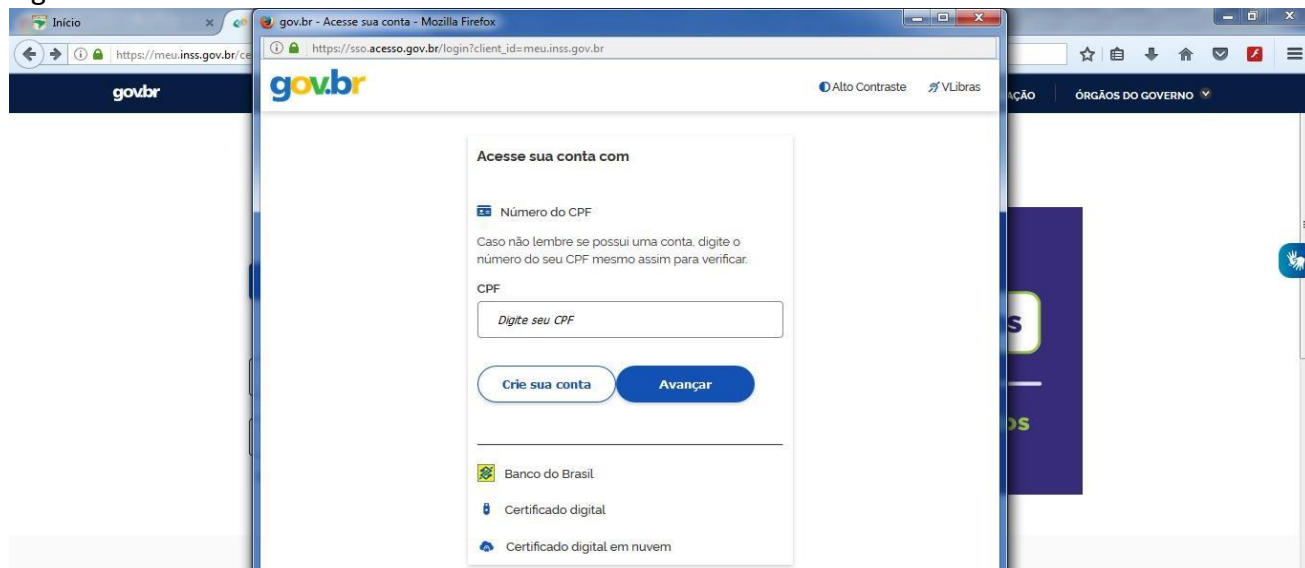 Início
gov.br - Acesse sua conta - Mozilla Firefox
https://meu.inss.gov.br/ce
https://sso.acesso.gov.br/login?client_id=meu.inss.gov.br
gov.br
gov.br
Alto Contraste
VLibras
AÇÃO
ÓRGÃOS DO GOVERNO
Acesse sua conta com
Número do CPF
Caso não lembre se possui uma conta, digite o
número do seu CPF mesmo assim para verificar.
CPF
Digite seu CPF
Crie sua conta
Avançar
Banco do Brasil
Certificado digital
Certificado digital em nuvem
s
os